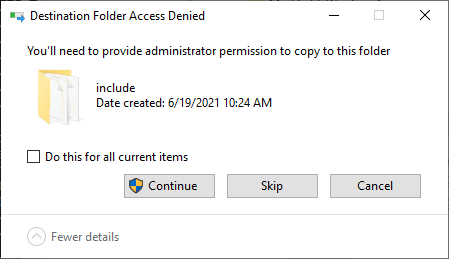 Destination Folder Access Denied
You'll need to provide administrator permission to copy to this folder
include
Date created: 6/19/2021 10:24 AM
Do this for all current items
Continue
Skip
Cancel
Fewer details